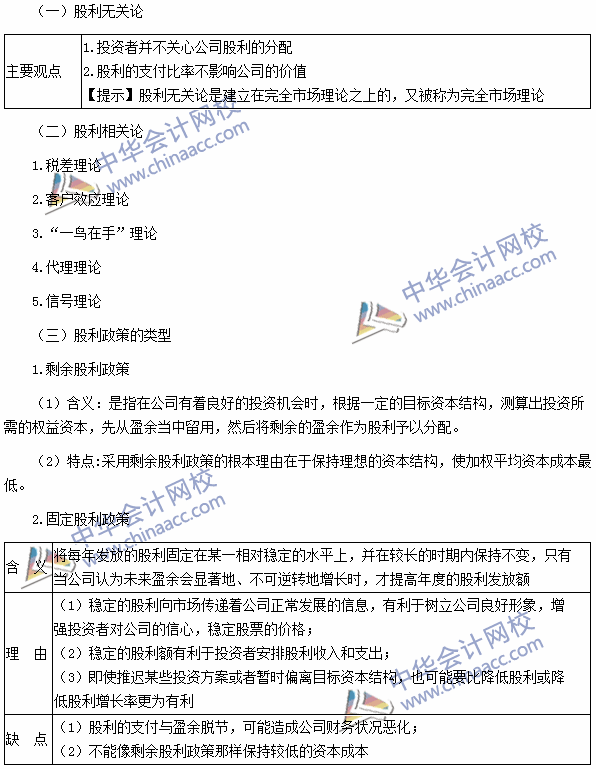 （一）股利无关论
主要观点
1.投资者并不关心公司股利的分配
2.股利的支付比率不影响公司的价值
【提示】股利无关论是建立在完全市场理论之上的，又被称为完全市场理论
（二）股利相关论
1.税差理论
2.客户效应理论
3.“一鸟在手”理论
4.代理理论
5.信号理论
（三）股利政策的类型
1.剩余股利政策
（1）含义：是指在公司有着良好的投资机会时，根据一定的目标资本结构，测算出投资所
需的权益资本，先从盈余当中留用，然后将剩余的盈余作为股利予以分配。
（2）特点:采用剩余股利政策的根本理由在于保持理想的资本结构，使加权平均资本成本最
低。
2.固定股利政策
含 义
将每年发放的股利固定在某一相对稳定的水平上，并在较长的时期内保持不变，只有
当公司认为未来盈余会显著地、不可逆转地增长时，才提高年度的股利发放额
理 由
（1）稳定的股利向市场传递着公司正常发展的信息，有利于树立公司良好形象，增
强投资者对公司的信心，稳定股票的价格；
（2）稳定的股利额有利于投资者安排股利收入和支出；
（3）即使推迟某些投资方案或者暂时偏离目标资本结构，也可能要比降低股利或降
低股利增长率更为有利
缺 点
（1）股利的支付与盈余脱节，可能造成公司财务状况恶化；
（2）不能像剩余股利政策那样保持较低的资本成本
中华会计网校
www.chinaacc.com
中华会计网校
www.chinaacc.com
中华会计网校
www.chinaacc.com
中华会计网校
www.chinaacc.com